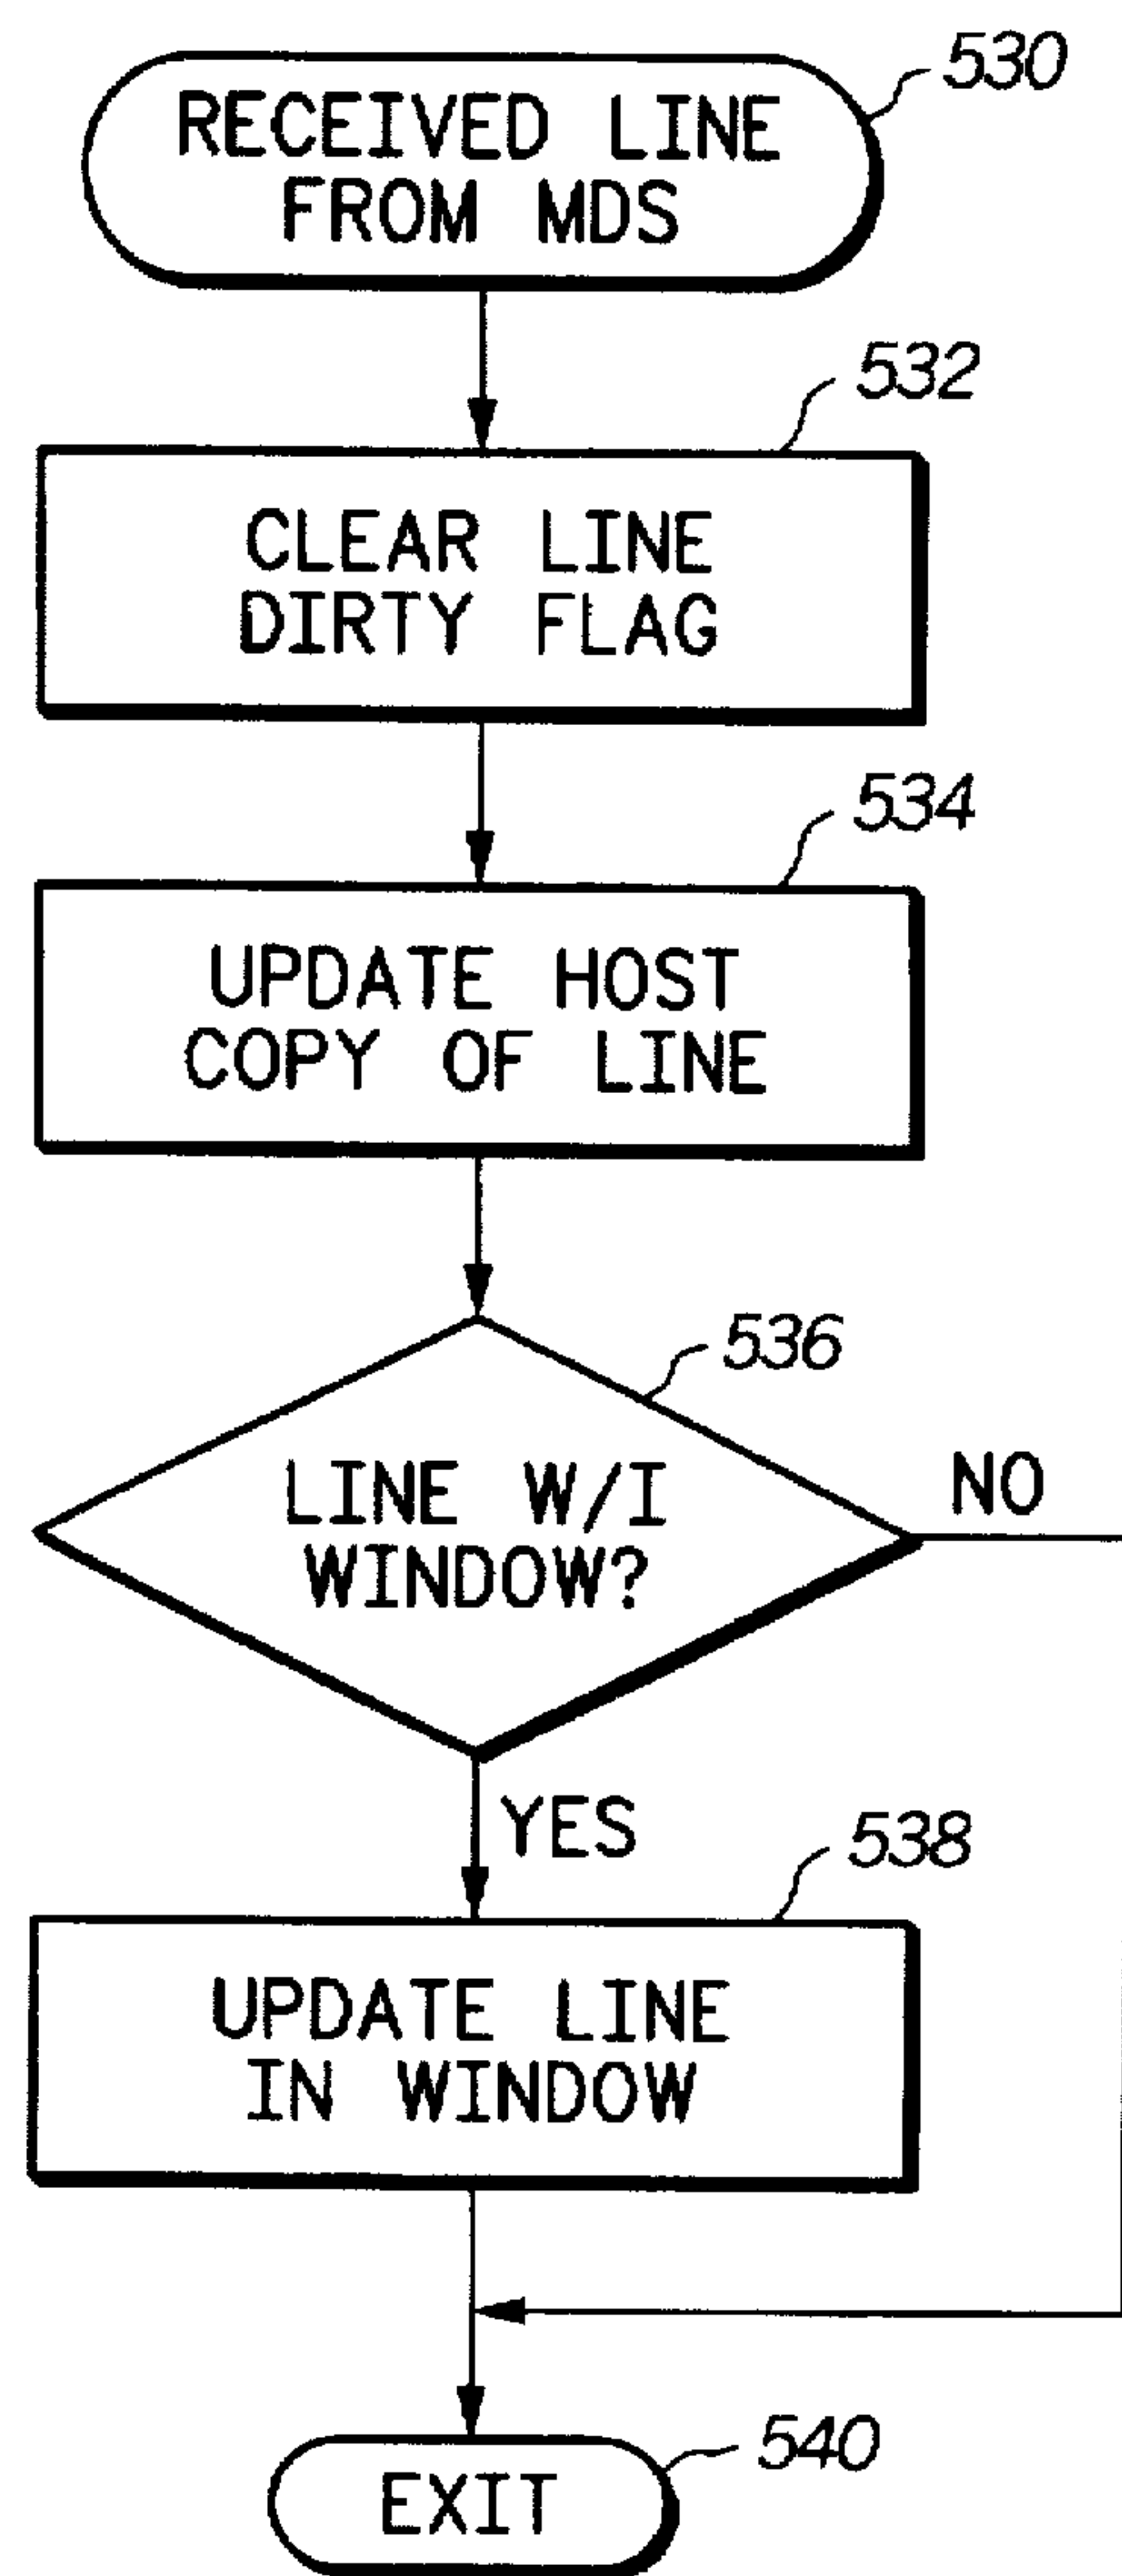 530
RECEIVED LINE
FROM MDS
532
CLEAR LINE
DIRTY FLAG
534
UPDATE HOST
COPY OF LINE
536
LINE W/I
WINDOW?
NO
YES
538
UPDATE LINE
IN WINDOW
540
EXIT